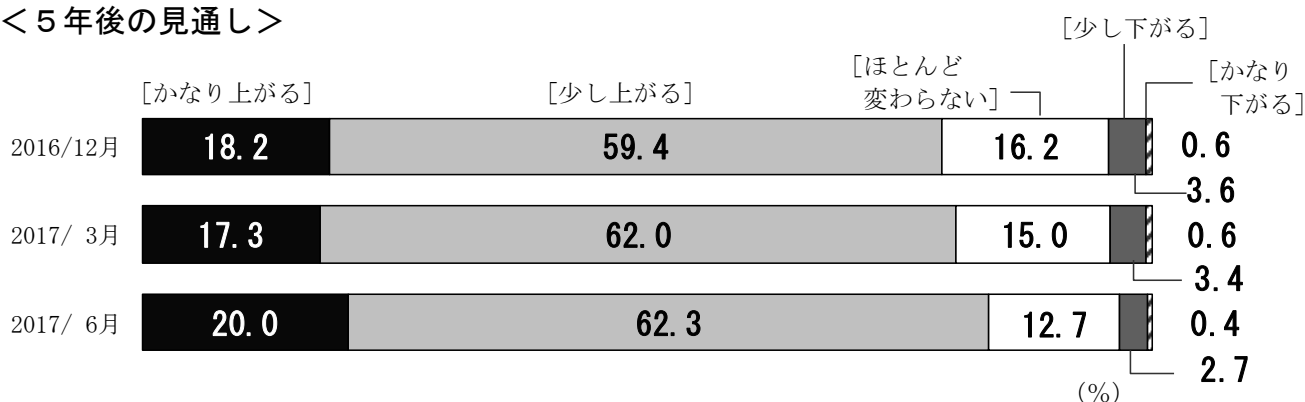 ＜５年後の見通し＞
[少し下がる]
[かなり上がる]
[少し上がる]
[ほとんど
変わらない]
[かなり
下がる]
2016/12月 18.2 59.4 16.2 0.6
3.6
2017/ 3月 17.3 62.0 15.0 0.6
3.4
2017/ 6月 20.0 62.3 12.7 0.4
2.7
(%)